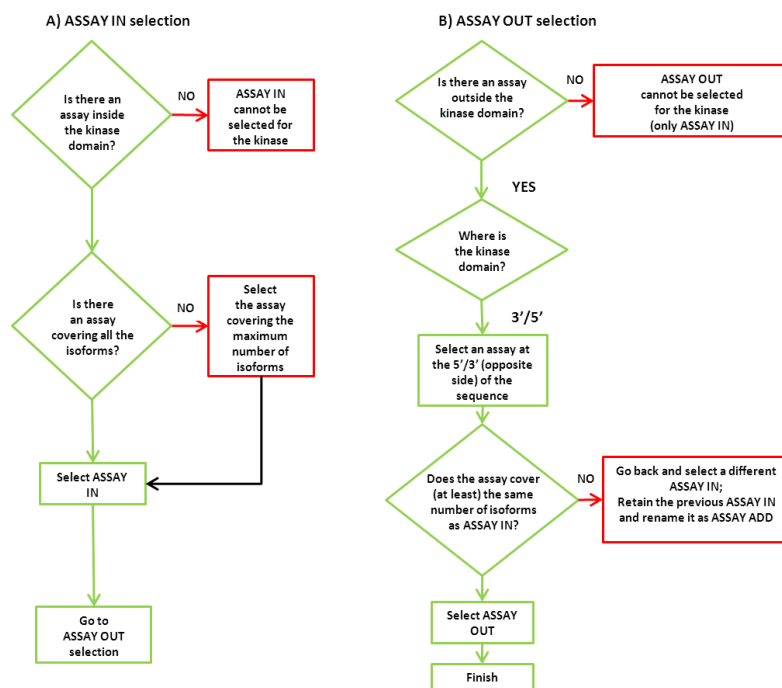 A) ASSAY IN selection
Is there an
assay inside
the kinase
domain?
NO
ASSAY IN
cannot be
selected for
the kinase
Is there
an assay
covering all the
isoforms?
NO
Select
the assay
covering the
maximum
number of
isoforms
Select ASSAY
IN
Go to
ASSAY OUT
selection
B) ASSAY OUT selection
Is there an assay
outside the
kinase domain?
NO
ASSAY OUT
cannot be selected
for the kinase
(only ASSAY IN)
YES
Where is
the kinase
domain?
3’/5’
Select an assay at
the 5’/3’ (opposite
side) of the
sequence
Does the assay cover
(at least) the same
number of isoforms
as ASSAY IN?
NO
Go back and select a different
ASSAY IN;
Retain the previous ASSAY IN
and rename it as ASSAY ADD
Select ASSAY
OUT
Finish